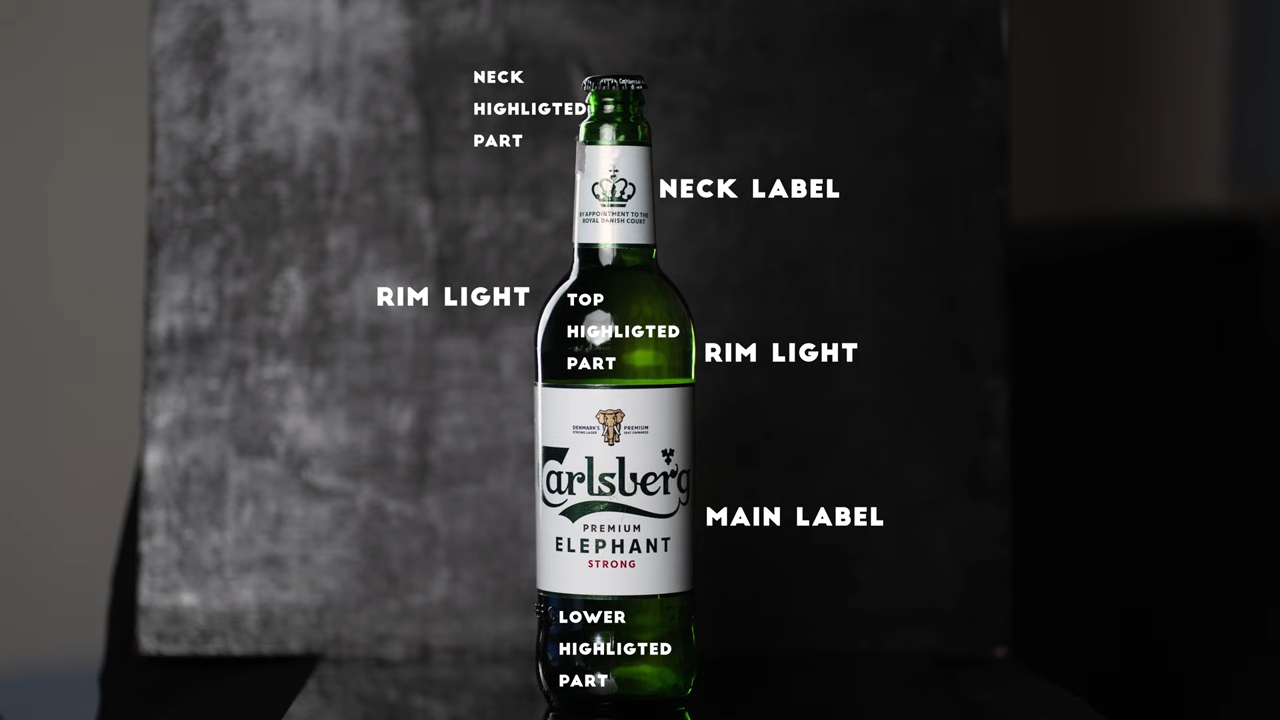 NECK
HIGHLIGTED
PART
NECK LABEL
BY APPOINTMENT TO THE
ROYAL DANISH COURT
RIM LIGHT
TOP
HIGHLIGTED
PART
RIM LIGHT
DENMARK'S PREMIUM
STRONG LAGER
Carlsberg
PREMIUM
ELEPHANT
STRONG
MAIN LABEL
LOWER
HIGHLIGTED
PART